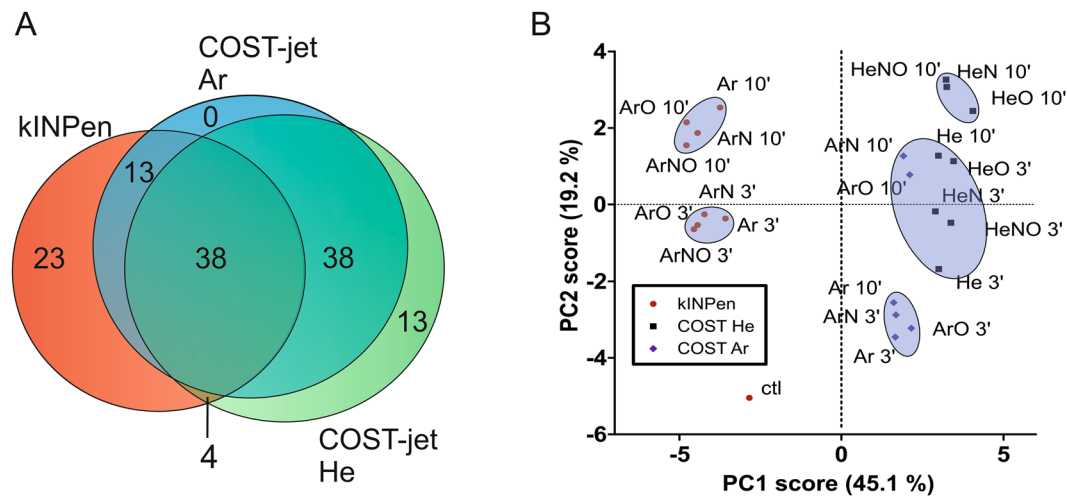 A
COST-jet
Ar
kINPen
0
13
23
38
38
13
4
COST-jet
He
B
4
2
0
-2
-4
-6
PC2 score (19.2 %)
HeNO 10'
HeN 10'
HeO 10'
Ar 10'
ArO 10'
ArN 10'
ArNO 10'
He 10'
ArN 10'
HeO 3'
ArO 10'
HeN 3'
HeNO 3'
He 3'
ArN 3'
ArO 3'
Ar 3'
ArNO 3'
Ar 10'
ArN 3'
ArO 3'
Ar 3'
kINPen
COST He
COST Ar
ctl
-5
0
5
PC1 score (45.1 %)